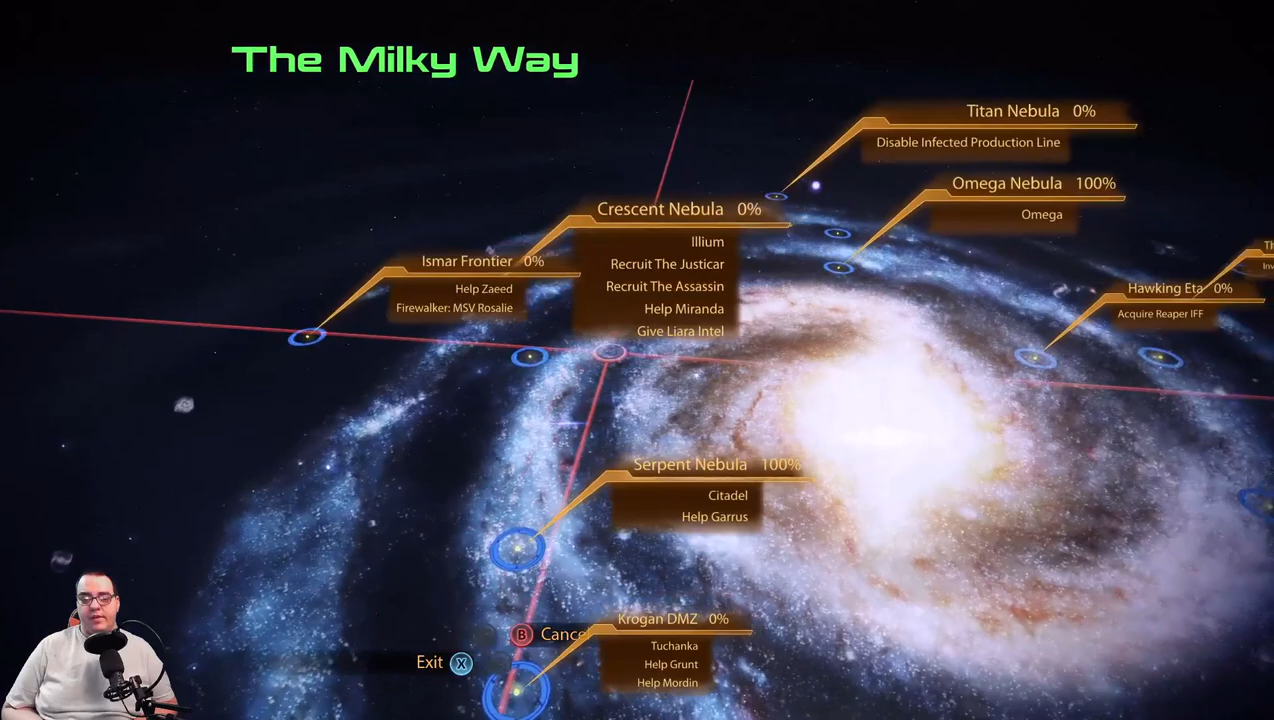 The Milky Way
Titan Nebula 0%
Disable Infected Production Line
Omega Nebula 100%
Omega
Crescent Nebula 0%
Illium
Recruit The Justicar
Recruit The Assassin
Help Miranda
Give Liara Intel
Ismar Frontier 0%
Help Zaeed
Firewalker: MSV Rosalie
Th
Inv
Hawking Eta 0%
Acquire Reaper IFF
Serpent Nebula 100%
Citadel
Help Garrus
Krogan DMZ 0%
Tuchanka
Help Grunt
Help Mordin
B Cance
Exit X